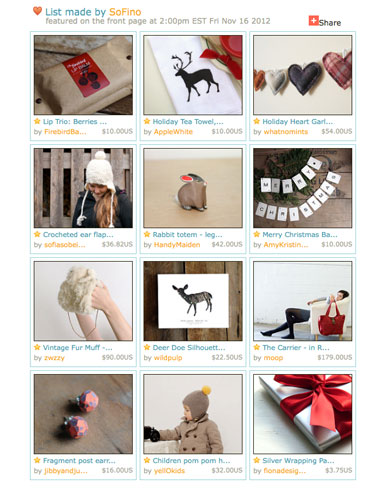 List made by SoFino
featured on the front page at 2:00pm EST Fri Nov 16 2012
Share
Lip Trio: Berries ...
by FirebirdBa... $10.00US
Holiday Tea Towel,...
by AppleWhite $10.00US
Holiday Heart Garl...
by whatnomints $54.00US
Crocheted ear flap...
by sofiasobei... $36.82US
Rabbit totem - leg...
by HandyMaiden $42.00US
MERRY
CHRISTMAS
Merry Christmas Ba...
by AmyKristin... $10.00US
Vintage Fur Muff -...
by zwzzy $90.00US
Deer Doe Silhouett...
by wildpulp $22.50US
The Carrier - in R...
by moop $179.00US
Fragment post earr...
by jibbyandju... $16.00US
Children pom pom h...
by yellOkids $32.00US
Silver Wrapping Pa...
by fionadesig... $3.75US